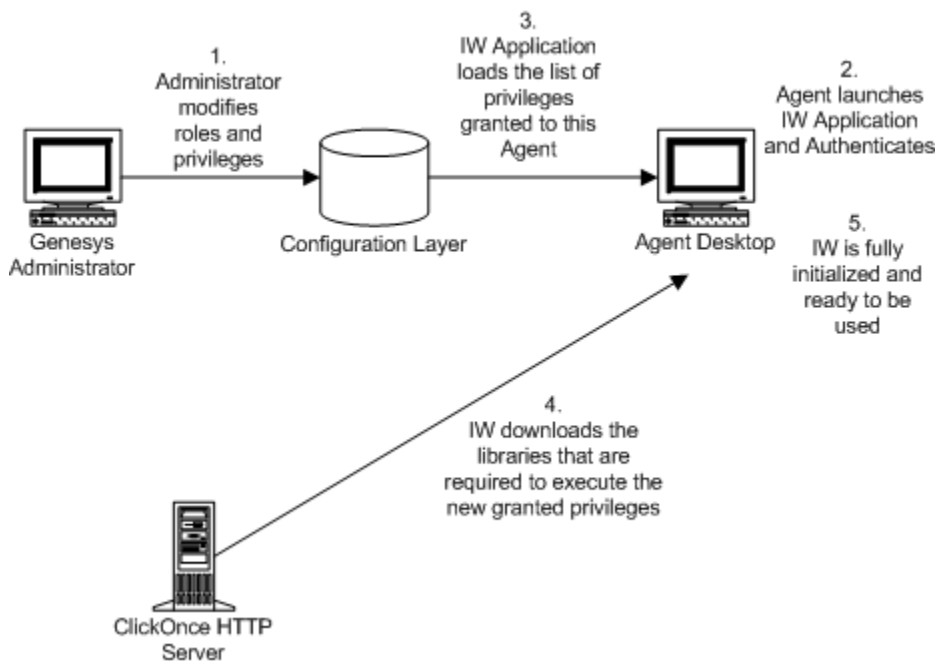 1.
Administrator
modifies
roles and
privileges
3.
IW Application
loads the list of
privileges
granted to this
Agent
2.
Agent launches
IW Application
and Authenticates
Genesys
Administrator
Configuration Layer
Agent Desktop
5.
IW is fully
initialized and
ready to be
used
4.
IW downloads the
libraries that are
required to execute the
new granted privileges
ClickOnce HTTP
Server